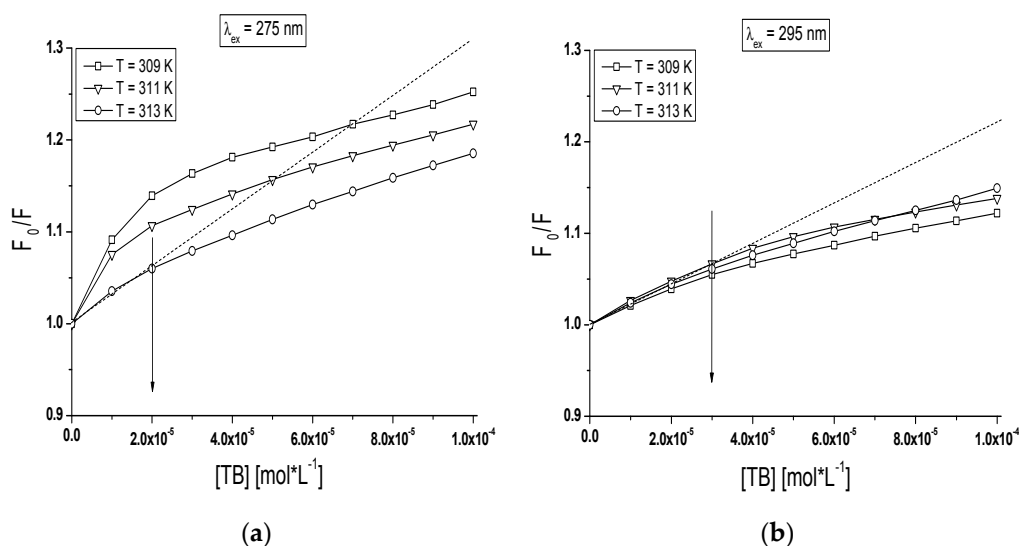 λex = 275 nm
T = 309 K
T = 311 K
T = 313 K
F0/F
1.3
1.2
1.1
1.0
0.9
0.0
2.0x10-5
4.0x10-5
6.0x10-5
8.0x10-5
1.0x10-4
[TB] [mol*L-1]
(a)
λex = 295 nm
T = 309 K
T = 311 K
T = 313 K
F0/F
1.3
1.2
1.1
1.0
0.9
0.0
2.0x10-5
4.0x10-5
6.0x10-5
8.0x10-5
1.0x10-4
[TB] [mol*L-1]
(b)